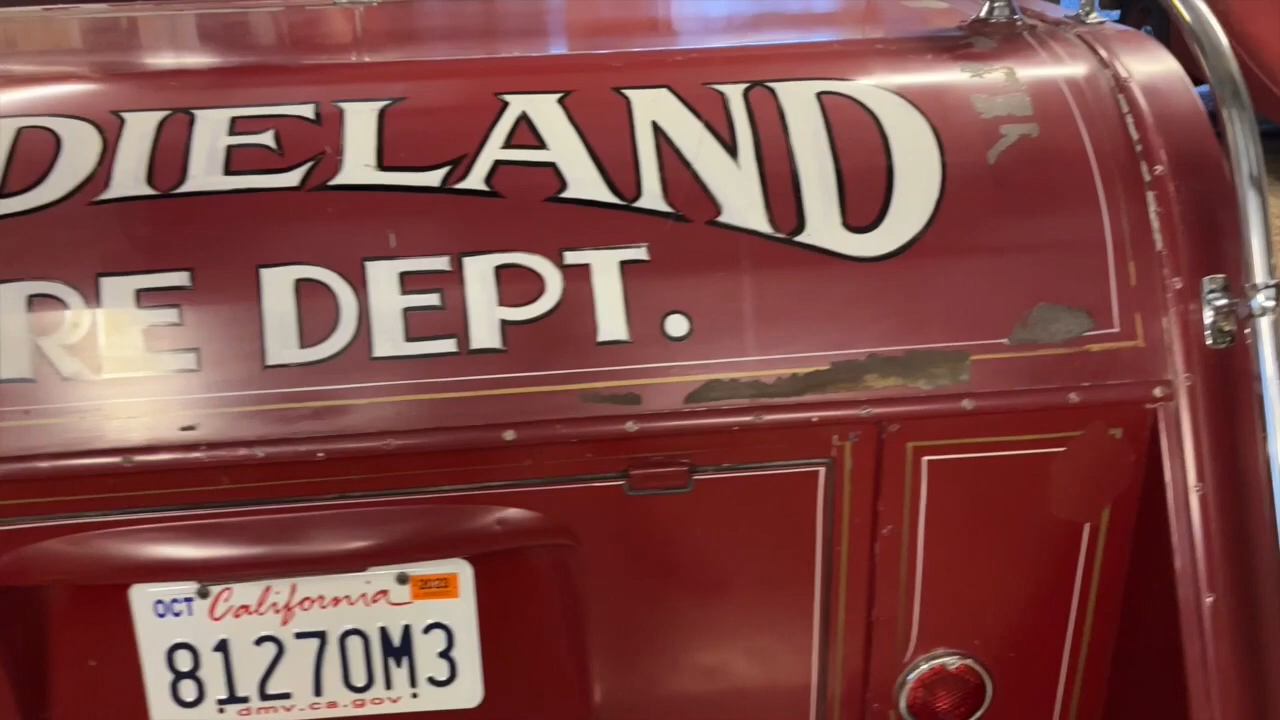 DIELAND
RE DEPT.
OCT California
81270M3
dmv.ca.gov